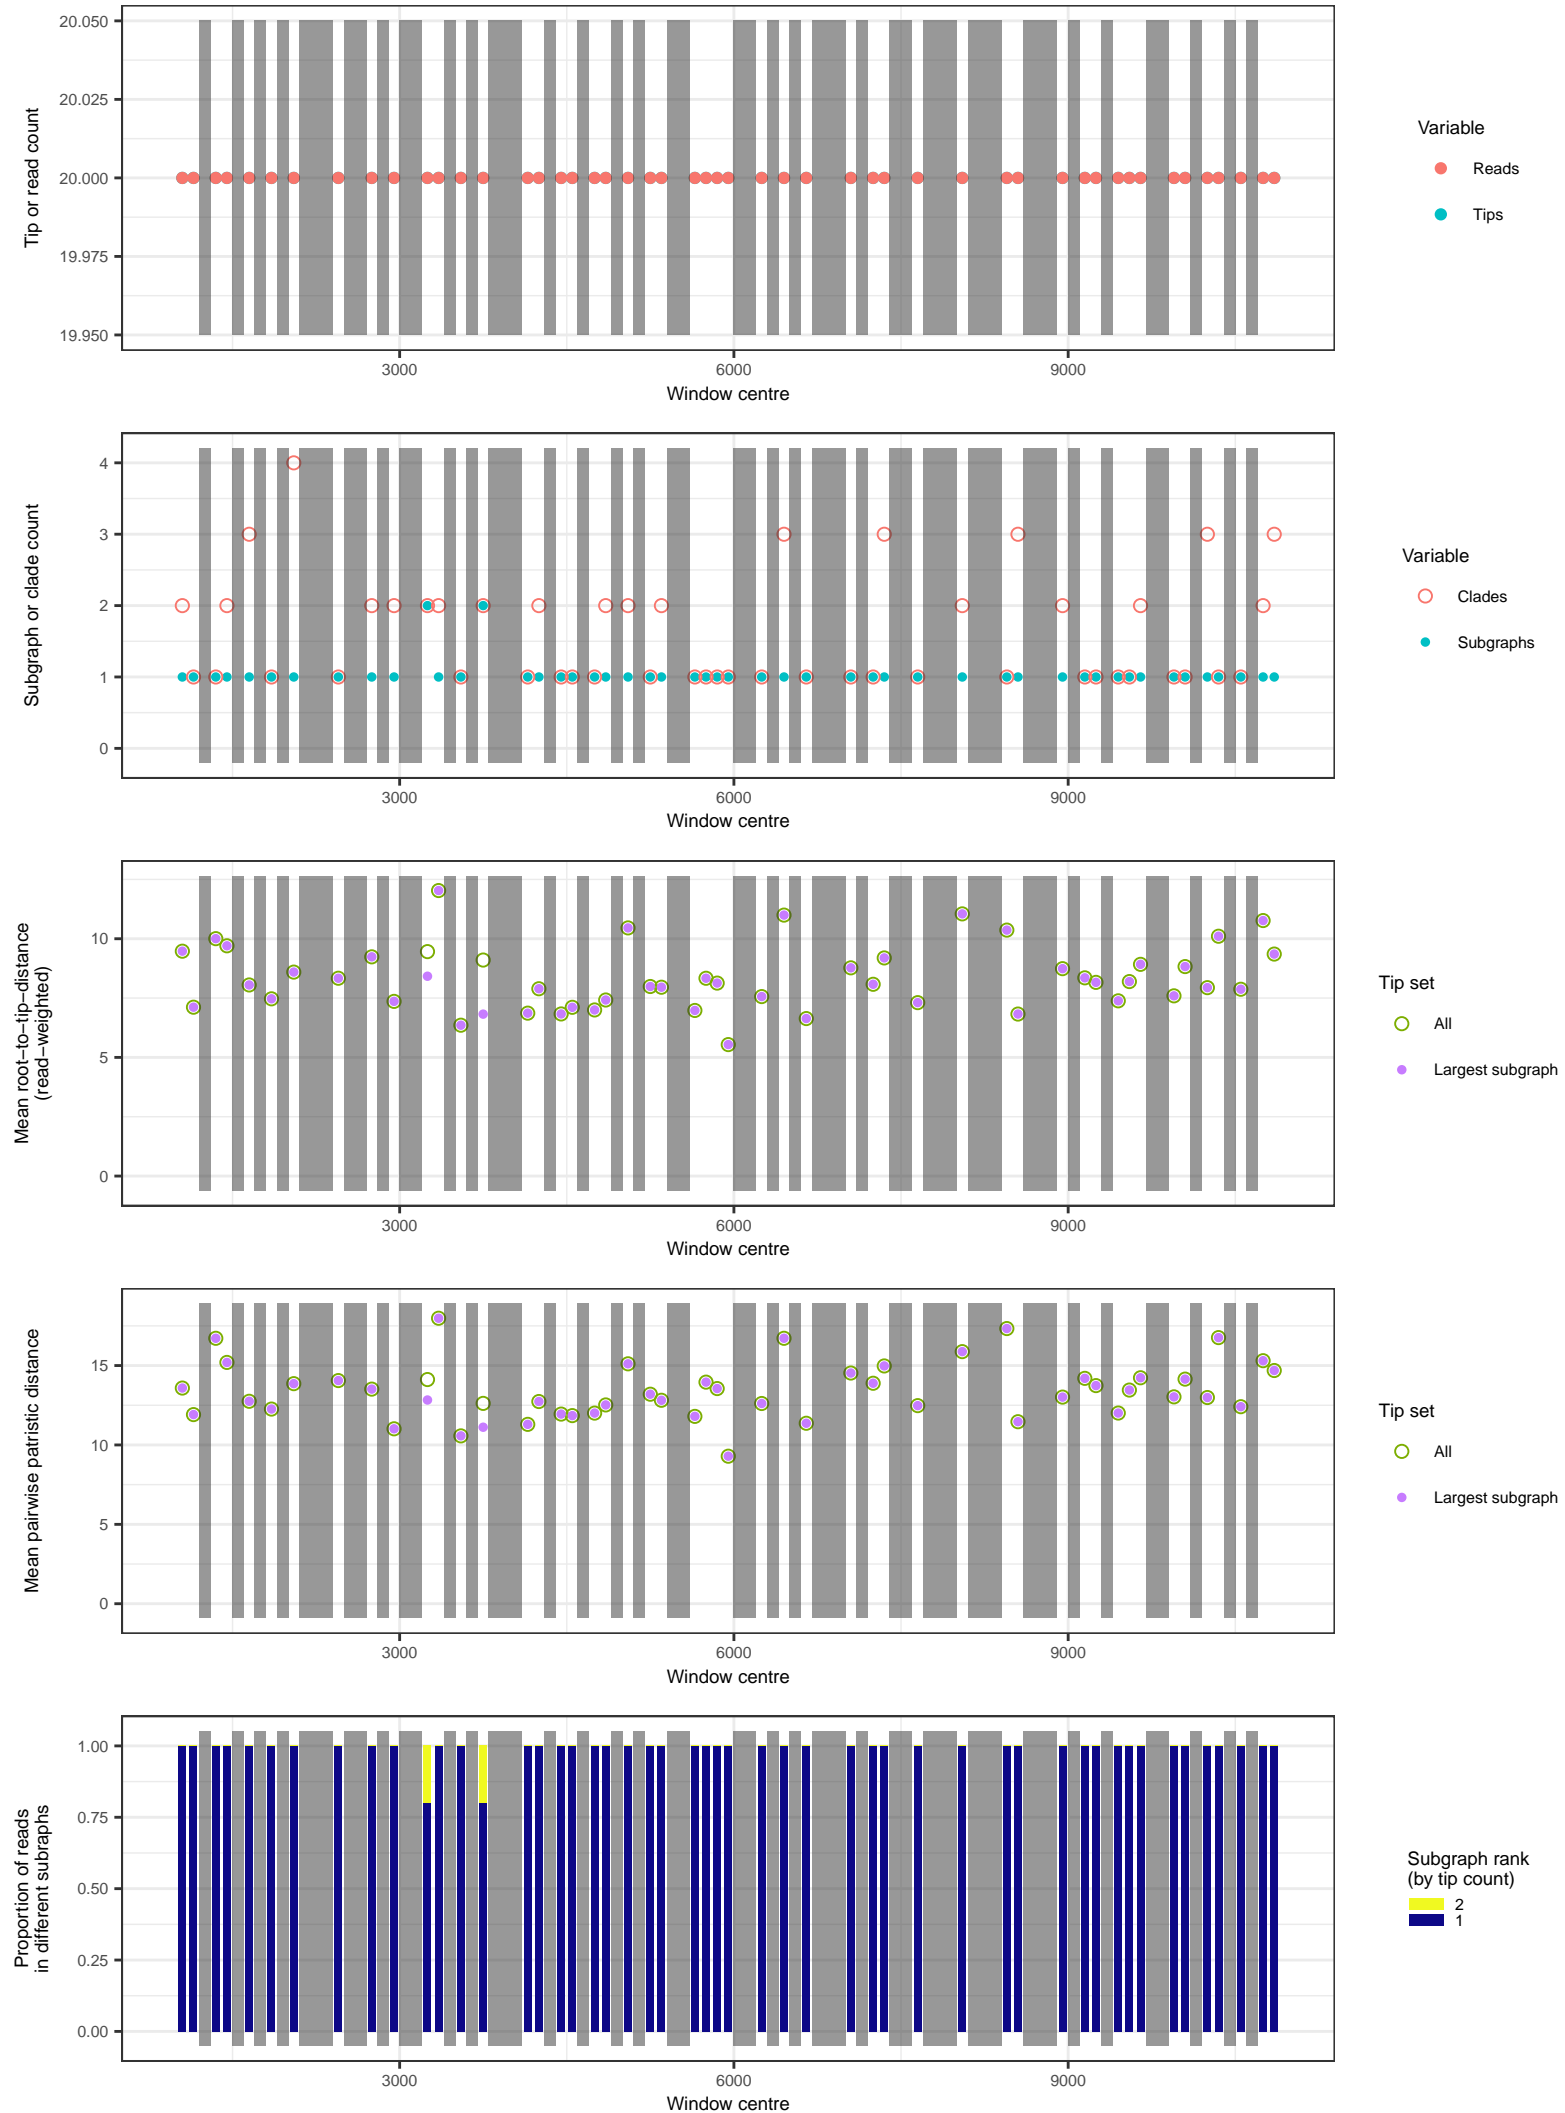 20.050
20.025
20.000
19.975
19.950
Tip or read count
3000 6000 9000
Window centre
Variable
Reads
Tips
4
3
2
1
0
Subgraph or clade count
3000 6000 9000
Window centre
Variable
Clades
Subgraphs
10
5
0
Mean root−to−tip−distance
(read−weighted)
3000 6000 9000
Window centre
Tip set
All
Largest subgraph
15
10
5
0
Mean pairwise patristic distance
3000 6000 9000
Window centre
Tip set
All
Largest subgraph
1.00
0.75
0.50
0.25
0.00
Proportion of reads
in different subraphs
3000 6000 9000
Window centre
Subgraph rank
(by tip count)
2
1